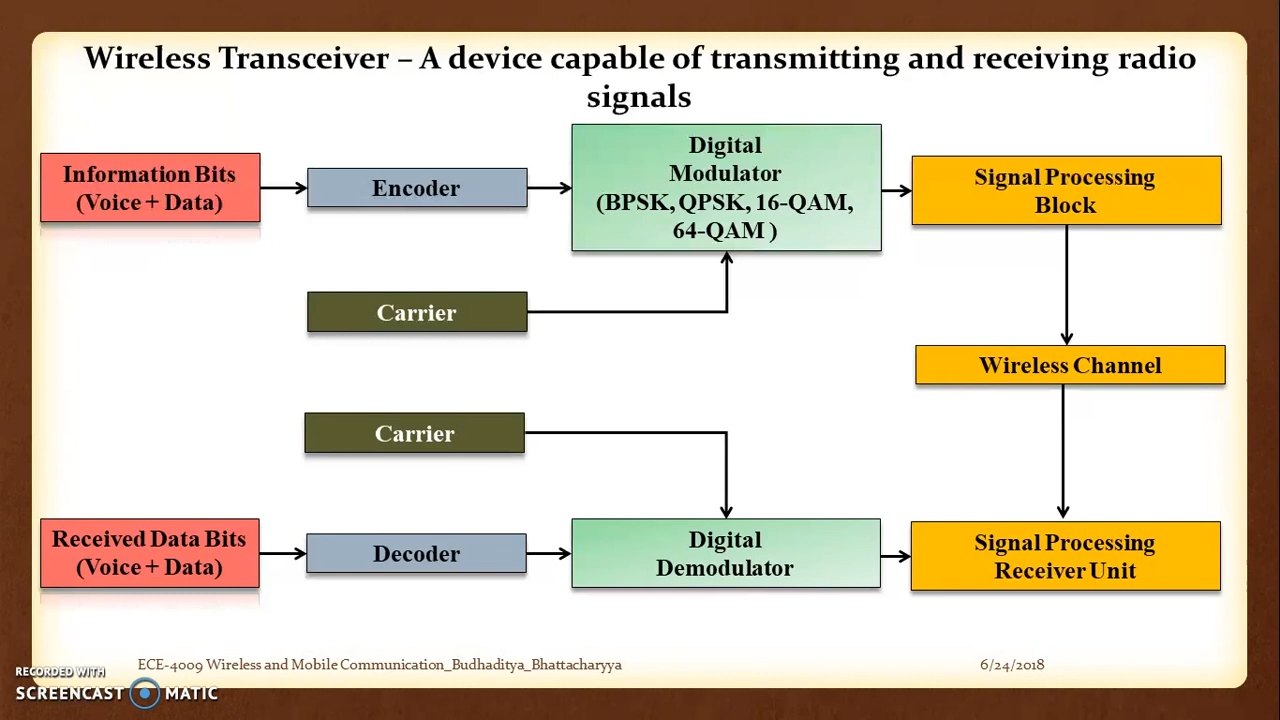 Wireless Transceiver – A device capable of transmitting and receiving radio
signals
Information Bits
(Voice + Data)
Encoder
Digital
Modulator
(BPSK, QPSK, 16-QAM,
64-QAM )
Signal Processing
Block
Carrier
Wireless Channel
Carrier
Received Data Bits
(Voice + Data)
Decoder
Digital
Demodulator
Signal Processing
Receiver Unit
ECE-4009 Wireless and Mobile Communication_Budhaditya_Bhattacharyya
6/24/2018
RECORDED WITH
SCREENCAST MATIC